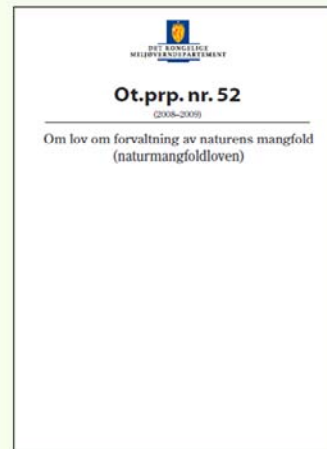 DET KONGELIGE
MILJØVERNDEPARTEMENT
Ot.prp. nr. 52
(2008–2009)
Om lov om forvaltning av naturens mangfold
(naturmangfoldloven)